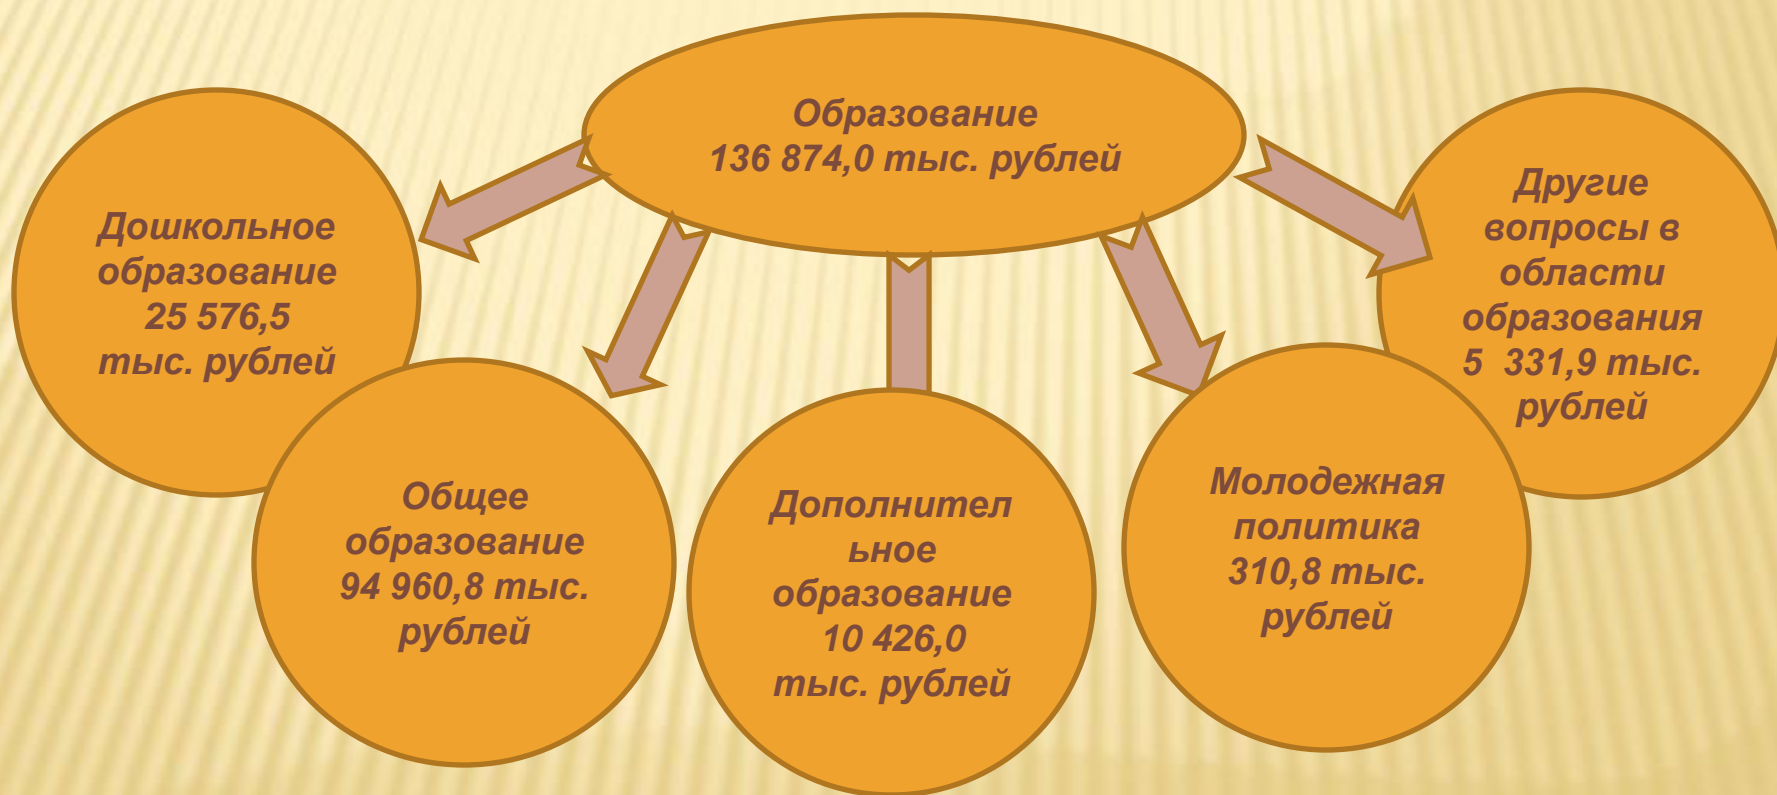 Образование
136 874,0 тыс. рублей
Дошкольное
образование
25 576,5
тыс. рублей
Общее
образование
94 960,8 тыс.
рублей
Дополнител
ьное
образование
10 426,0
тыс. рублей
Молодежная
политика
310,8 тыс.
рублей
Другие
вопросы в
области
образования
5  331,9 тыс.
рублей